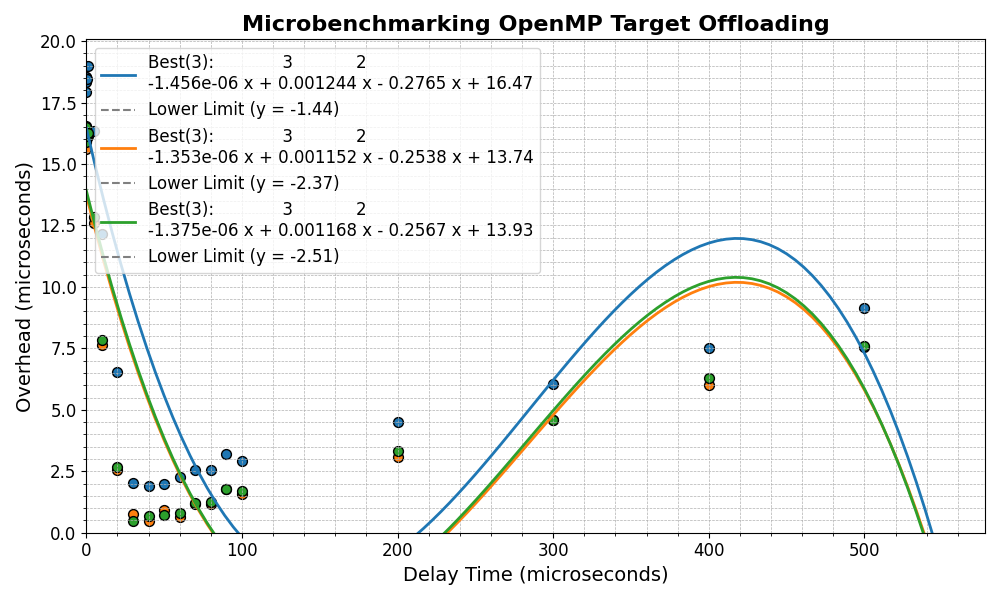 Microbenchmarking OpenMP Target Offloading
Overhead (microseconds)
20.0
17.5
15.0
12.5
10.0
7.5
5.0
2.5
0.0
Best(3): 3 2
-1.456e-06 x + 0.001244 x - 0.2765 x + 16.47
Lower Limit (y = -1.44)
Best(3): 3 2
-1.353e-06 x + 0.001152 x - 0.2538 x + 13.74
Lower Limit (y = -2.37)
Best(3): 3 2
-1.375e-06 x + 0.001168 x - 0.2567 x + 13.93
Lower Limit (y = -2.51)
0 100 200 300 400 500
Delay Time (microseconds)